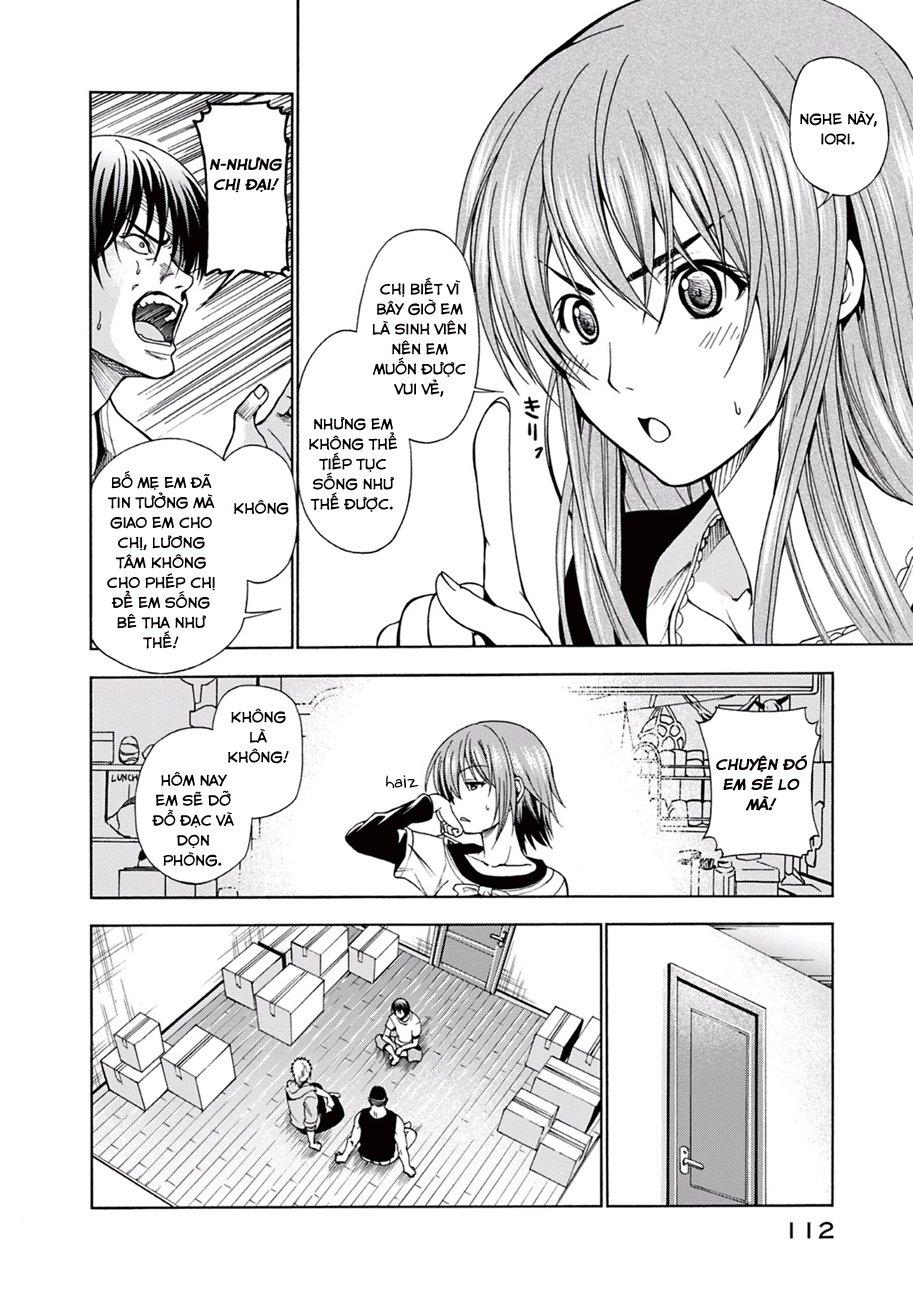 NGHE NÀY,
IORI.
CHỊ BIẾT VÌ
BÂY GIỜ EM
LÀ SINH VIÊN
NÊN EM
MUỐN ĐƯỢC
VUI VẺ,
NHƯNG EM
KHÔNG THỂ
TIẾP TỤC
SỐNG NHƯ
THẾ ĐƯỢC.
きりっ
N-NHƯNG
CHỊ ĐẠI!
KHÔNG
BỐ MẸ EM ĐÃ
TIN TƯỞNG MÀ
GIAO EM CHO
CHỊ, LƯƠNG
TÂM KHÔNG
CHO PHÉP CHỊ
ĐỂ EM SỐNG
BÊ THA NHƯ
THẾ!
CHUYỆN ĐÓ
EM SẼ LO
MÀ!
haiz
KHÔNG
LÀ
KHÔNG!
HÔM NAY
EM SẼ DỠ
ĐỒ ĐẠC VÀ
DỌN
PHÒNG.
LUNCH
112